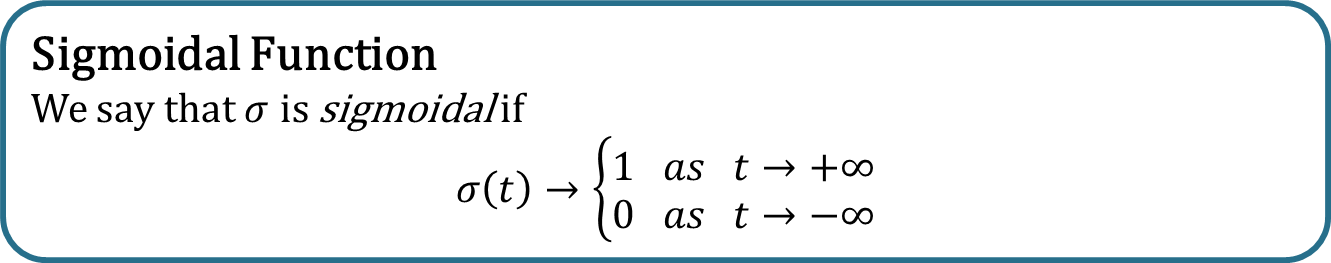 Sigmoidal Function
We say that σ is sigmoidal if
σ(t) → { 1 as t → +∞
0 as t → −∞